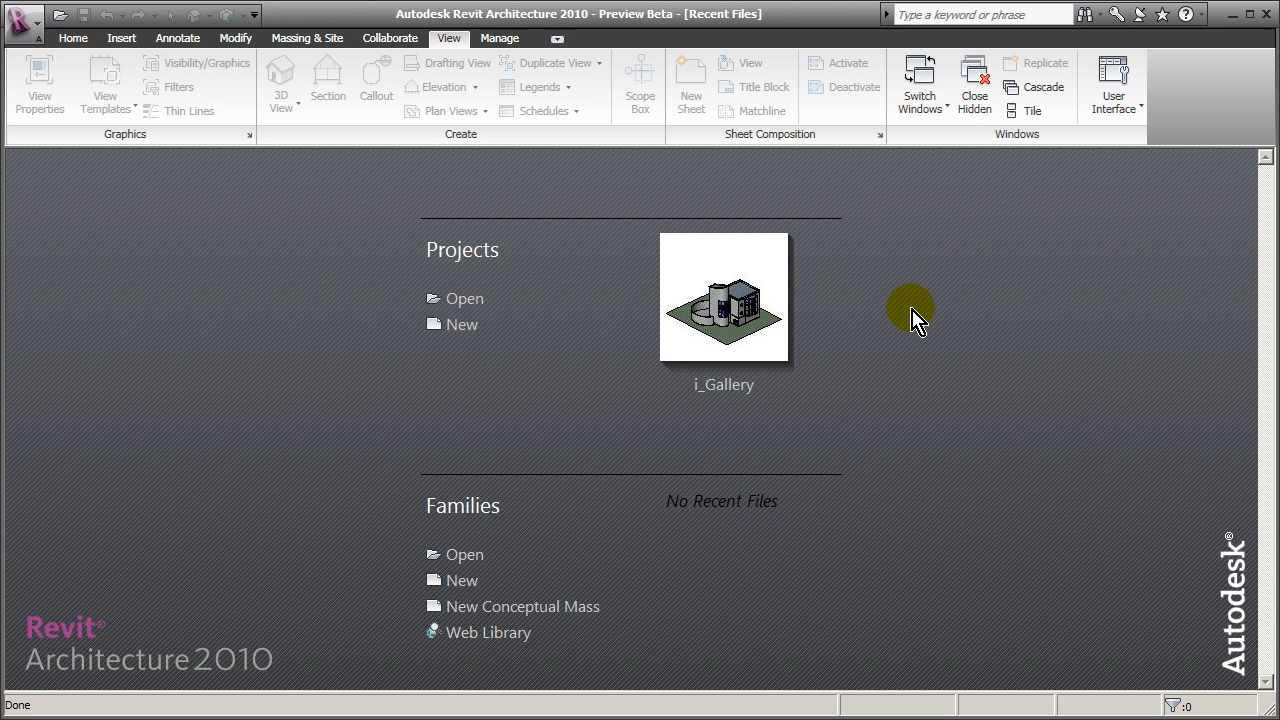 Autodesk Revit Architecture 2010 - Preview Beta - [Recent Files]
Type a keyword or phrase
Home Insert Annotate Modify Massing & Site Collaborate View Manage
View Properties
View Templates
Visibility/Graphics
Filters
Thin Lines
Graphics
3D View
Section
Callout
Drafting View
Elevation
Plan Views
Duplicate View
Legends
Schedules
Scope Box
Create
New Sheet
View
Title Block
Matchline
Activate
Deactivate
Sheet Composition
Switch Windows
Close Hidden
Replicate
Cascade
Tile
Windows
User Interface
Projects
Open
New
i_Gallery
Families
No Recent Files
Open
New
New Conceptual Mass
Web Library
Revit®
Architecture 2010
Autodesk®
Done
:0